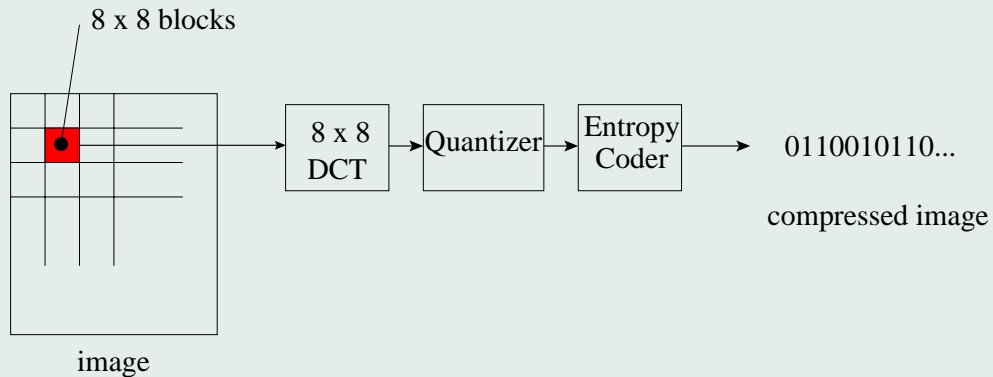 8 x 8 blocks
8 x 8
DCT
Quantizer
Entropy
Coder
0110010110...
compressed image
image